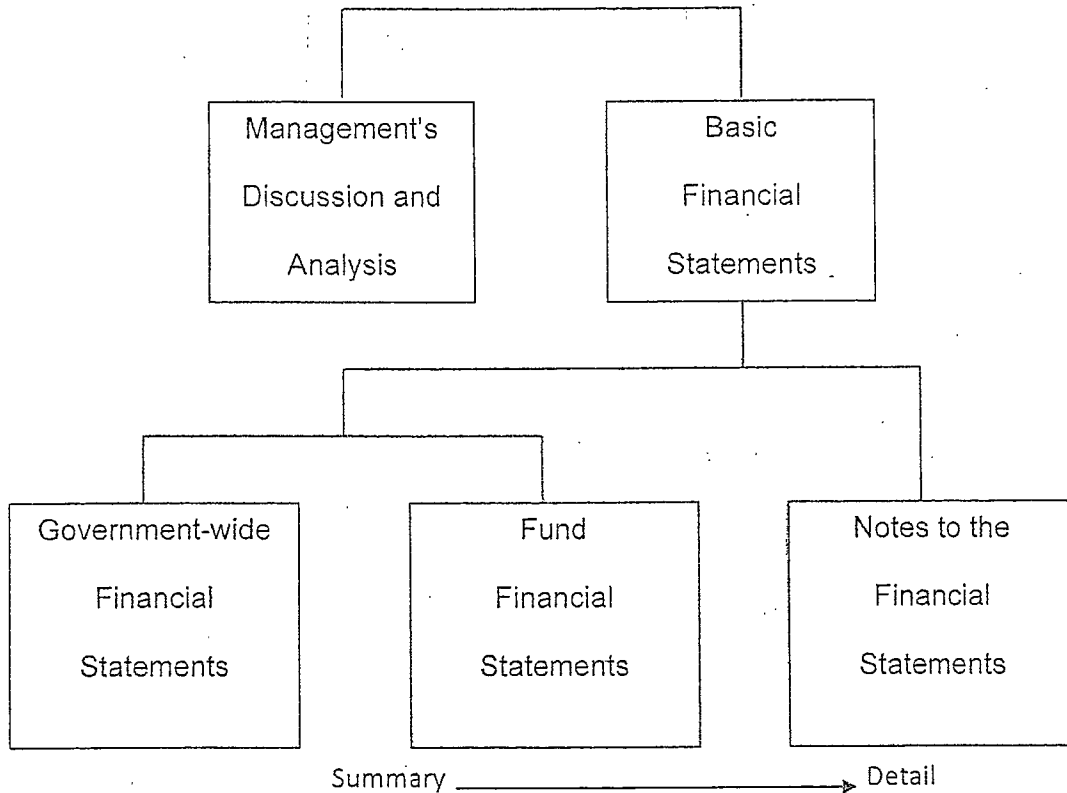 Management's
Discussion and
Analysis
Basic
Financial
Statements
Government-wide
Financial
Statements
Fund
Financial
Statements
Notes to the
Financial
Statements
Summary
Detail